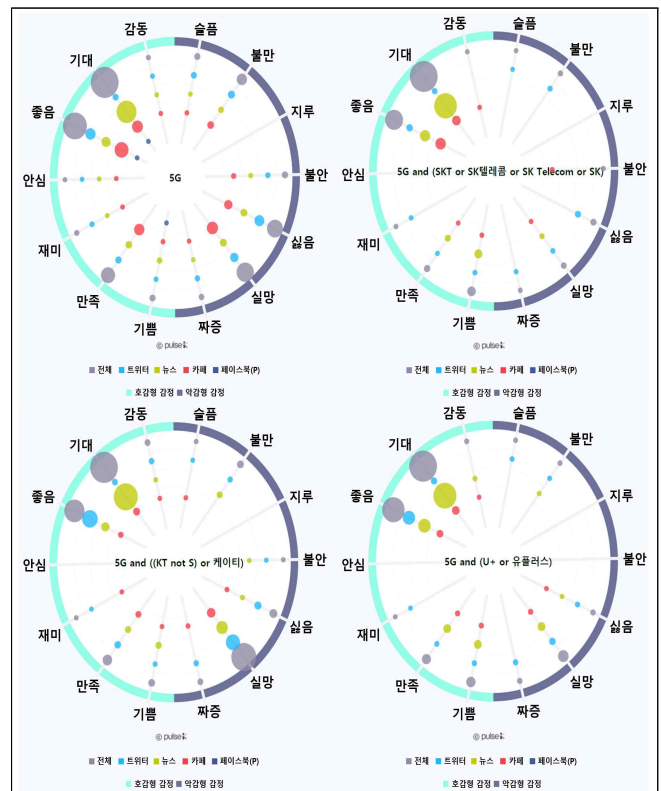 감동 슬픔
기대 불만
좋음 지루
안심 5G 불안
재미 싫음
만족 실망
기쁨 짜증
© pulseK
전체 트위터 뉴스 카페 페이스북(P)
호감형 감정 악감형 감정
감동 슬픔
기대 불만
좋음 지루
안심 5G and (SKT or SK텔레콤 or SK Telecom or SK) 불안
재미 싫음
만족 실망
기쁨 짜증
© pulseK
전체 트위터 뉴스 카페 페이스북(P)
호감형 감정 악감형 감정
감동 슬픔
기대 불만
좋음 지루
안심 5G and ((KT not S) or 케이티) 불안
재미 싫음
만족 실망
기쁨 짜증
© pulseK
전체 트위터 뉴스 카페 페이스북(P)
호감형 감정 악감형 감정
감동 슬픔
기대 불만
좋음 지루
안심 5G and (U+ or 유플러스) 불안
재미 싫음
만족 실망
기쁨 짜증
© pulseK
전체 트위터 뉴스 카페 페이스북(P)
호감형 감정 악감형 감정